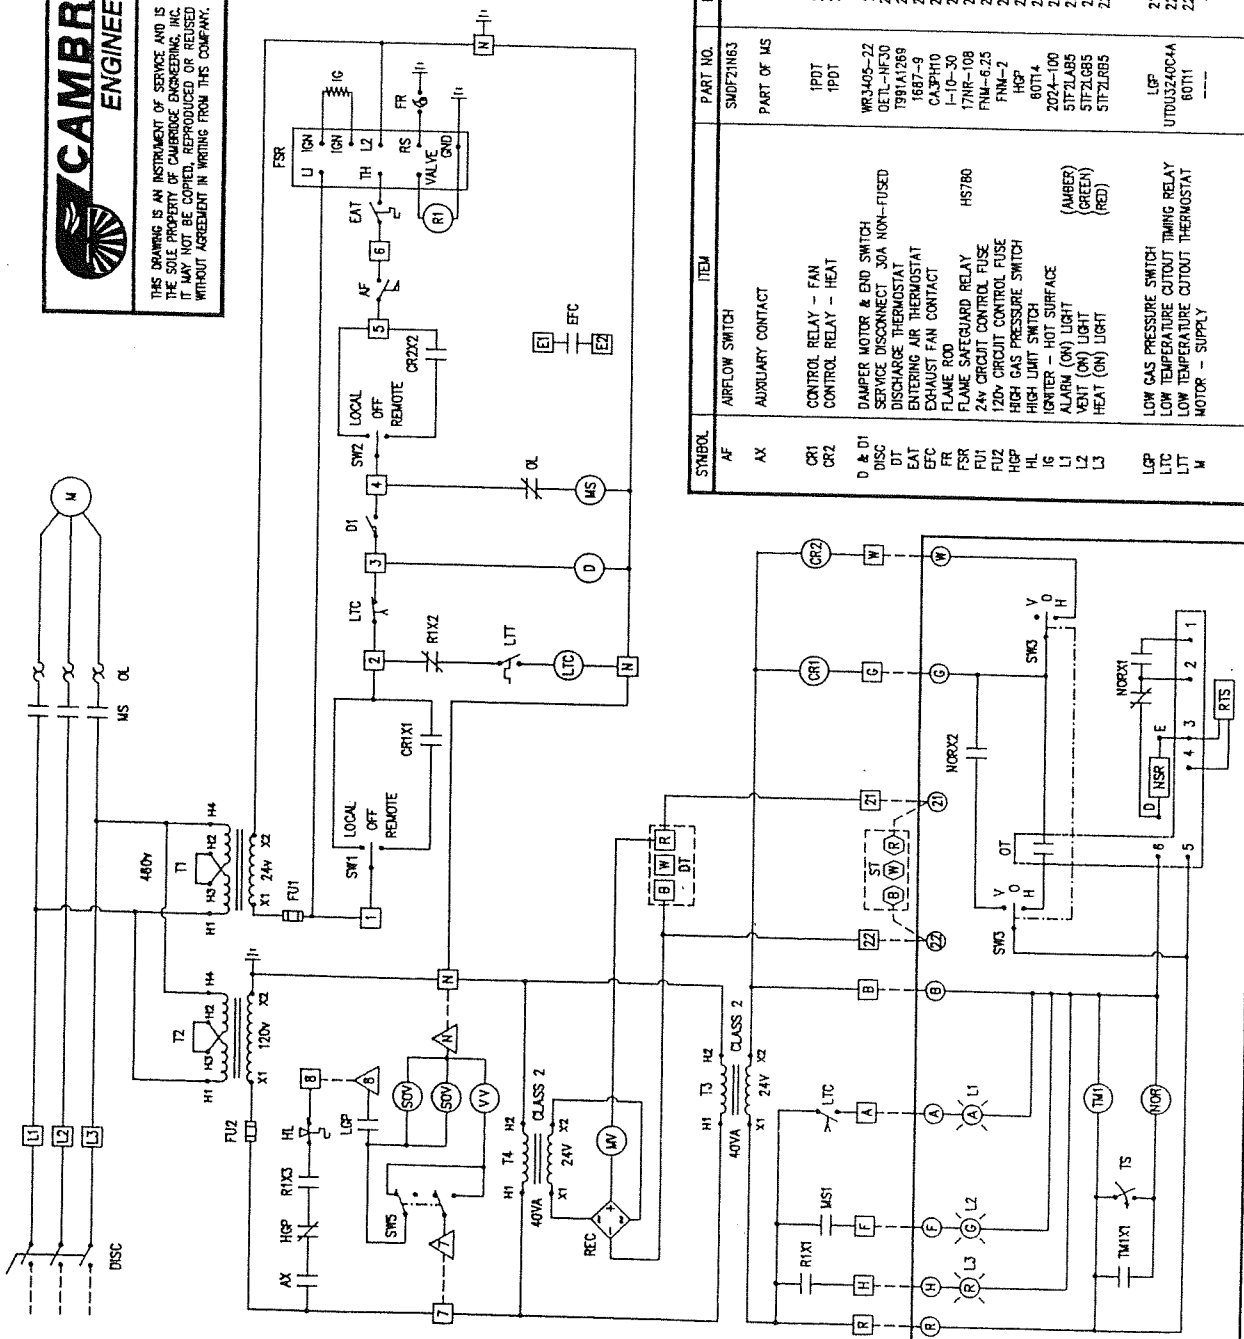 CAMBR
ENGINEE
THIS DRAWING IS AN INSTRUMENT OF SERVICE AND IS
THE SOLE PROPERTY OF CAMBRIDGE ENGINEERING, INC.
IT MAY NOT BE COPIED, REPRODUCED OR REUSED
WITHOUT AGREEMENT IN WRITING FROM THIS COMPANY.
L1
L2
L3
DISC
MS
OL
M
480v
T2
H1 H3 H2 H4
X1 120v X2
FU2
T1
H1 H3 H2 H4
X1 24v X2
FU1
1
SW1
LOCAL
OFF
REMOTE
CR1X1
2
R1X2
LTT
LTC
N
LTC
3
D
D1
4
OL
MS
SW2
LOCAL
OFF
REMOTE
CR2X2
5
AF
6
EAT
FSR
L1 IGN
IGN
IG
TH L2
RS
FR
VALVE
GND
R1
N
E1
EFC
E2
AX
HGP
R1X3
HL
8
8
LGP
SOV
SOV
VV
N
N
SW5
7
7
40VA
H1 T4 H2
CLASS 2
X1 24V X2
REC
MV
B W R
DT
40VA
H1 T3 H2
CLASS 2
X1 24V X2
R1X1
MS1
LTC
CR1
CR2
R H F A B 22 21 G W
ST
B W R
R H F A B 22 21 G W
R L3
G L2
A L1
TM1X1
TS
TM1
NOR
SW3
V
O
H
OT
NORX2
SW3
V
O
H
6
5
D
NSR
E
NORX1
4 3 2 1
RTS
SYMBOL ITEM PART NO.
AF AIRFLOW SWITCH SMDF21N63
AX AUXILIARY CONTACT PART OF MS
CR1 CONTROL RELAY - FAN 1PDT
CR2 CONTROL RELAY - HEAT 1PDT
D & D1 DAMPER MOTOR & END SWITCH WR3405-22
DISC SERVICE DISCONNECT 30A NON-FUSED OETL-NF30
DT DISCHARGE THERMOSTAT T991A1269
EAT ENTERING AIR THERMOSTAT 1687-9
EFC EXHAUST FAN CONTACT CA3PH10
FR FLAME ROD I-10-30
FSR FLAME SAFEGUARD RELAY HS780 17NR-108
FU1 24v CIRCUIT CONTROL FUSE FNM-6.25
FU2 120v CIRCUIT CONTROL FUSE FNM-2
HGP HIGH GAS PRESSURE SWITCH HGP
HL HIGH LIMIT SWITCH 60T14
IG IGNITER - HOT SURFACE 2024-100
L1 ALARM (ON) LIGHT (AMBER) STF2LAB5
L2 VENT (ON) LIGHT (GREEN) STF2LGB5
L3 HEAT (ON) LIGHT (RED) STF2LRB5
LGP LOW GAS PRESSURE SWITCH LGP
LTC LOW TEMPERATURE CUTOUT TIMING RELAY UTDU3240C4A
LTT LOW TEMPERATURE CUTOUT THERMOSTAT 60T11
M MOTOR - SUPPLY ---